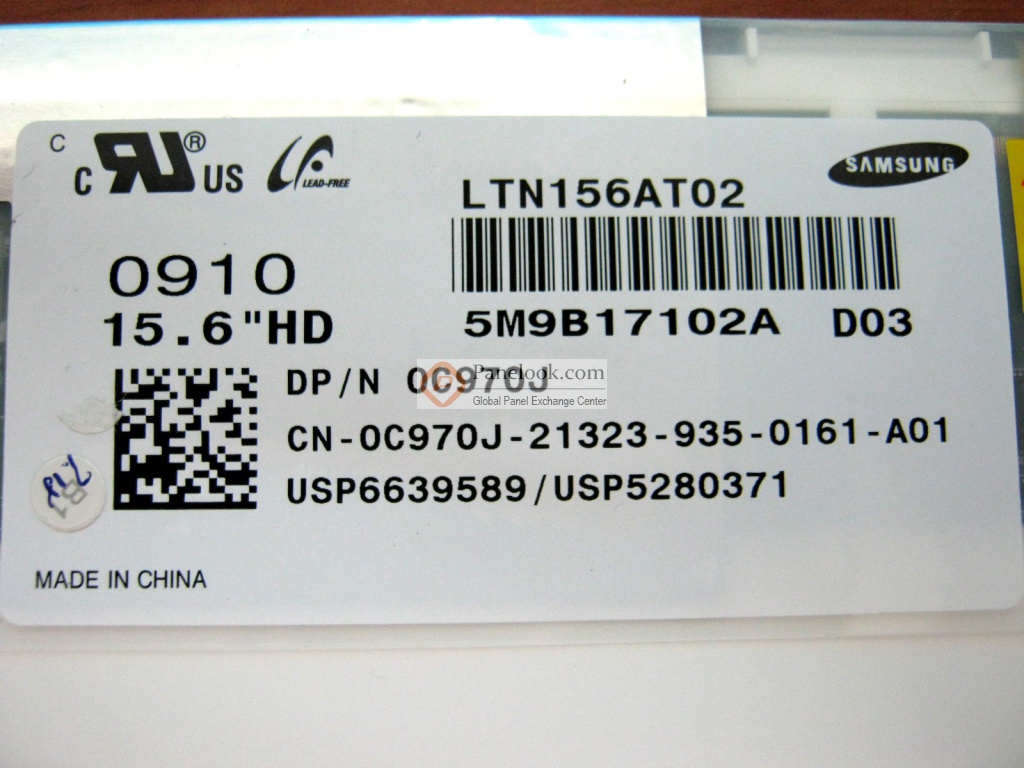 C
C UL® US
LEAD-FREE
SAMSUNG
LTN156AT02
0910
15.6"HD
5M9B17102A D03
DP/N 0C970J
Panelook.com
Global Panel Exchange Center
CN-0C970J-21323-935-0161-A01
USP6639589/USP5280371
MADE IN CHINA